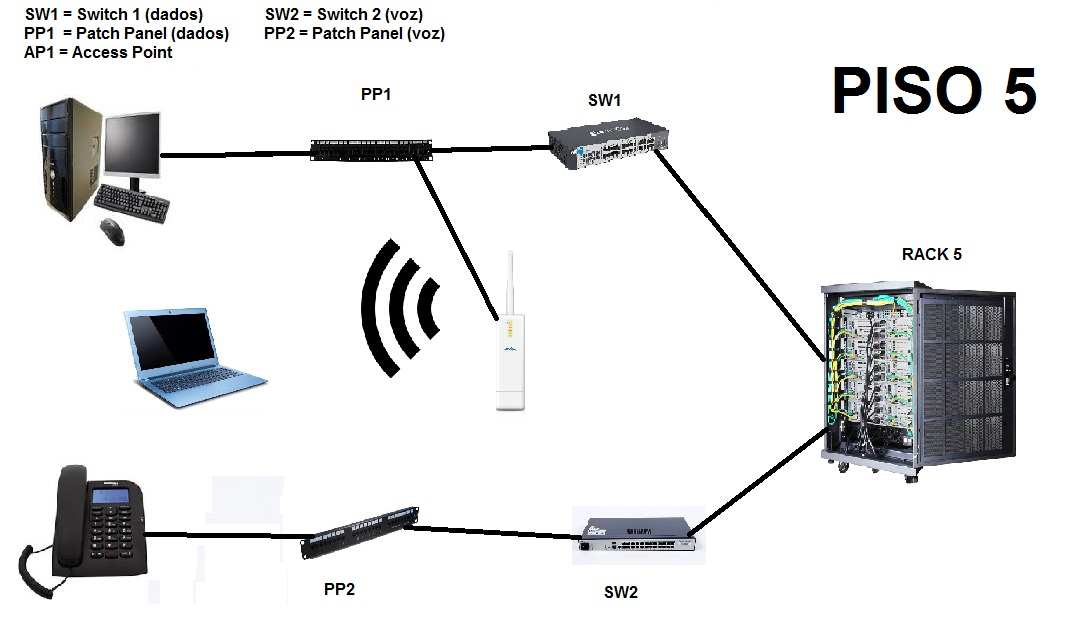 SW1 = Switch 1 (dados) SW2 = Switch 2 (voz)
PP1 = Patch Panel (dados) PP2 = Patch Panel (voz)
AP1 = Access Point
PISO 5
PP1
SW1
RACK 5
PP2
SW2